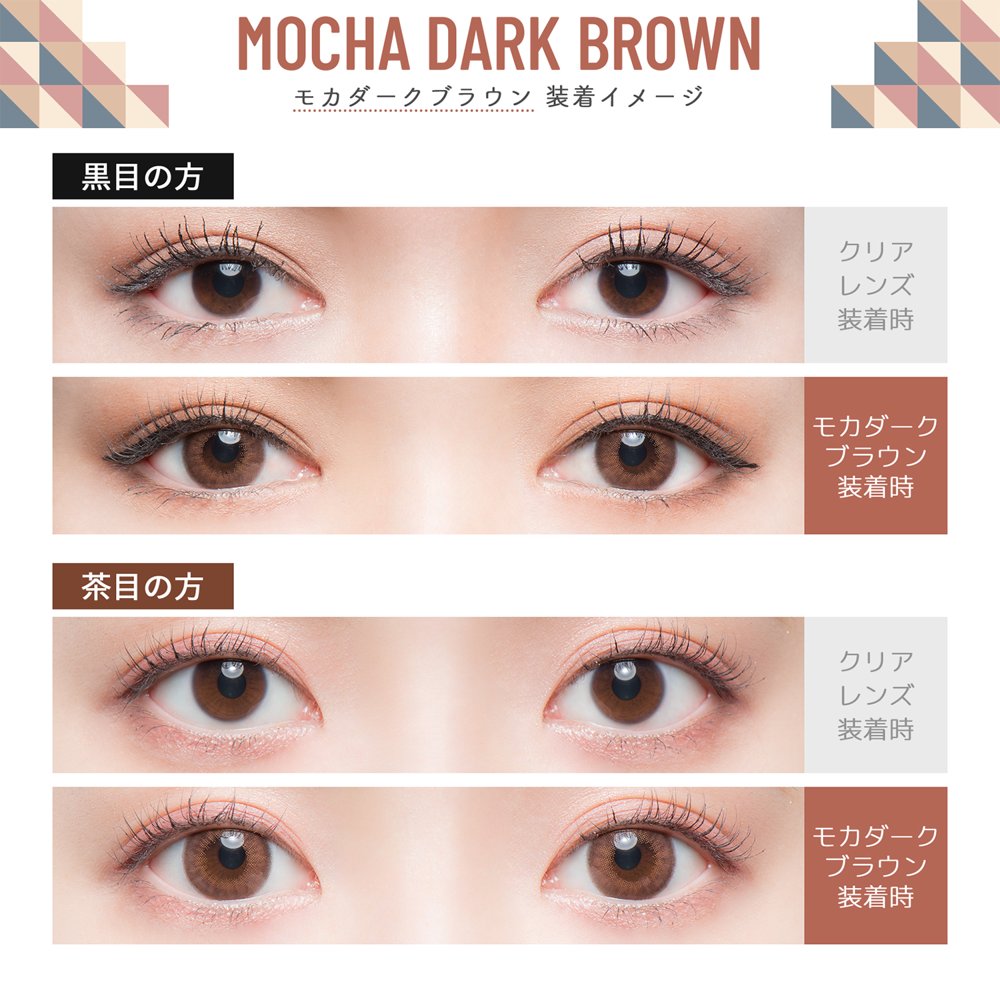 MOCHA DARK BROWN
モカダークブラウン 装着イメージ
黒目の方
クリア
レンズ
装着時
モカダーク
ブラウン
装着時
茶目の方
クリア
レンズ
装着時
モカダーク
ブラウン
装着時